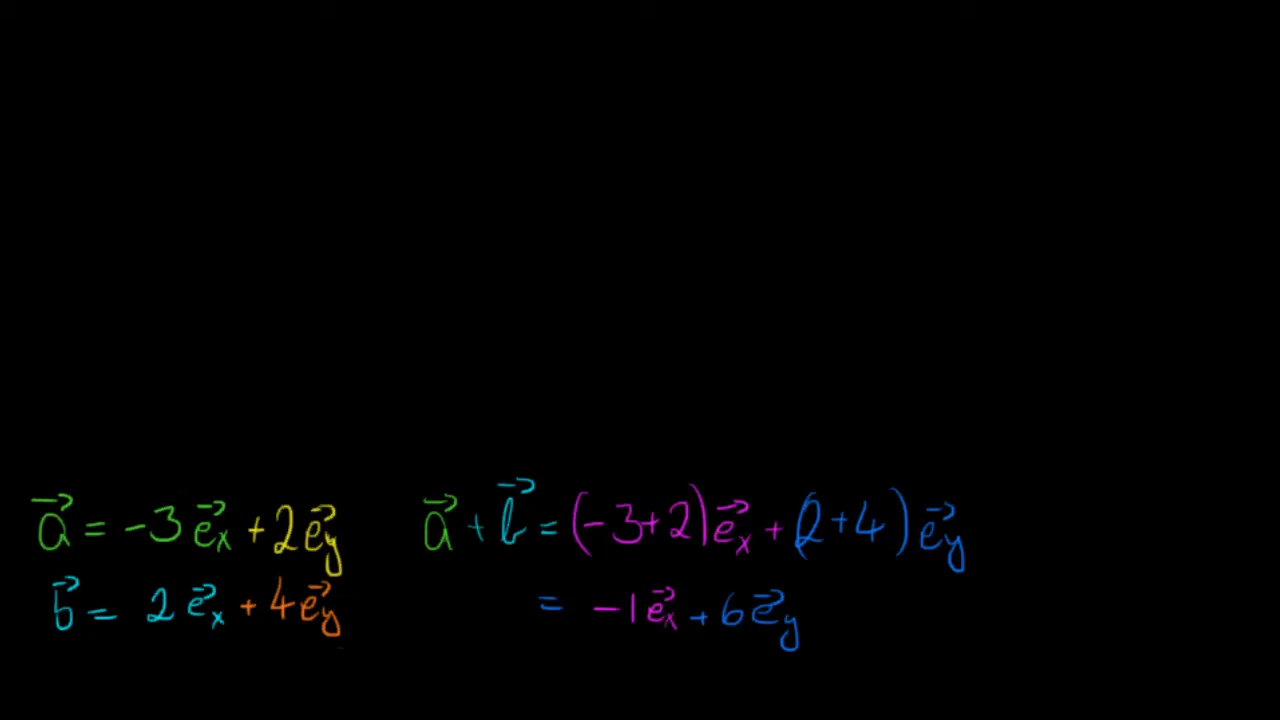 a⃗ = -3 e⃗ₓ + 2 e⃗y
b⃗ = 2 e⃗ₓ + 4 e⃗y
a⃗ + b⃗ = (-3+2) e⃗ₓ + (2+4) e⃗y
= -1 e⃗ₓ + 6 e⃗y